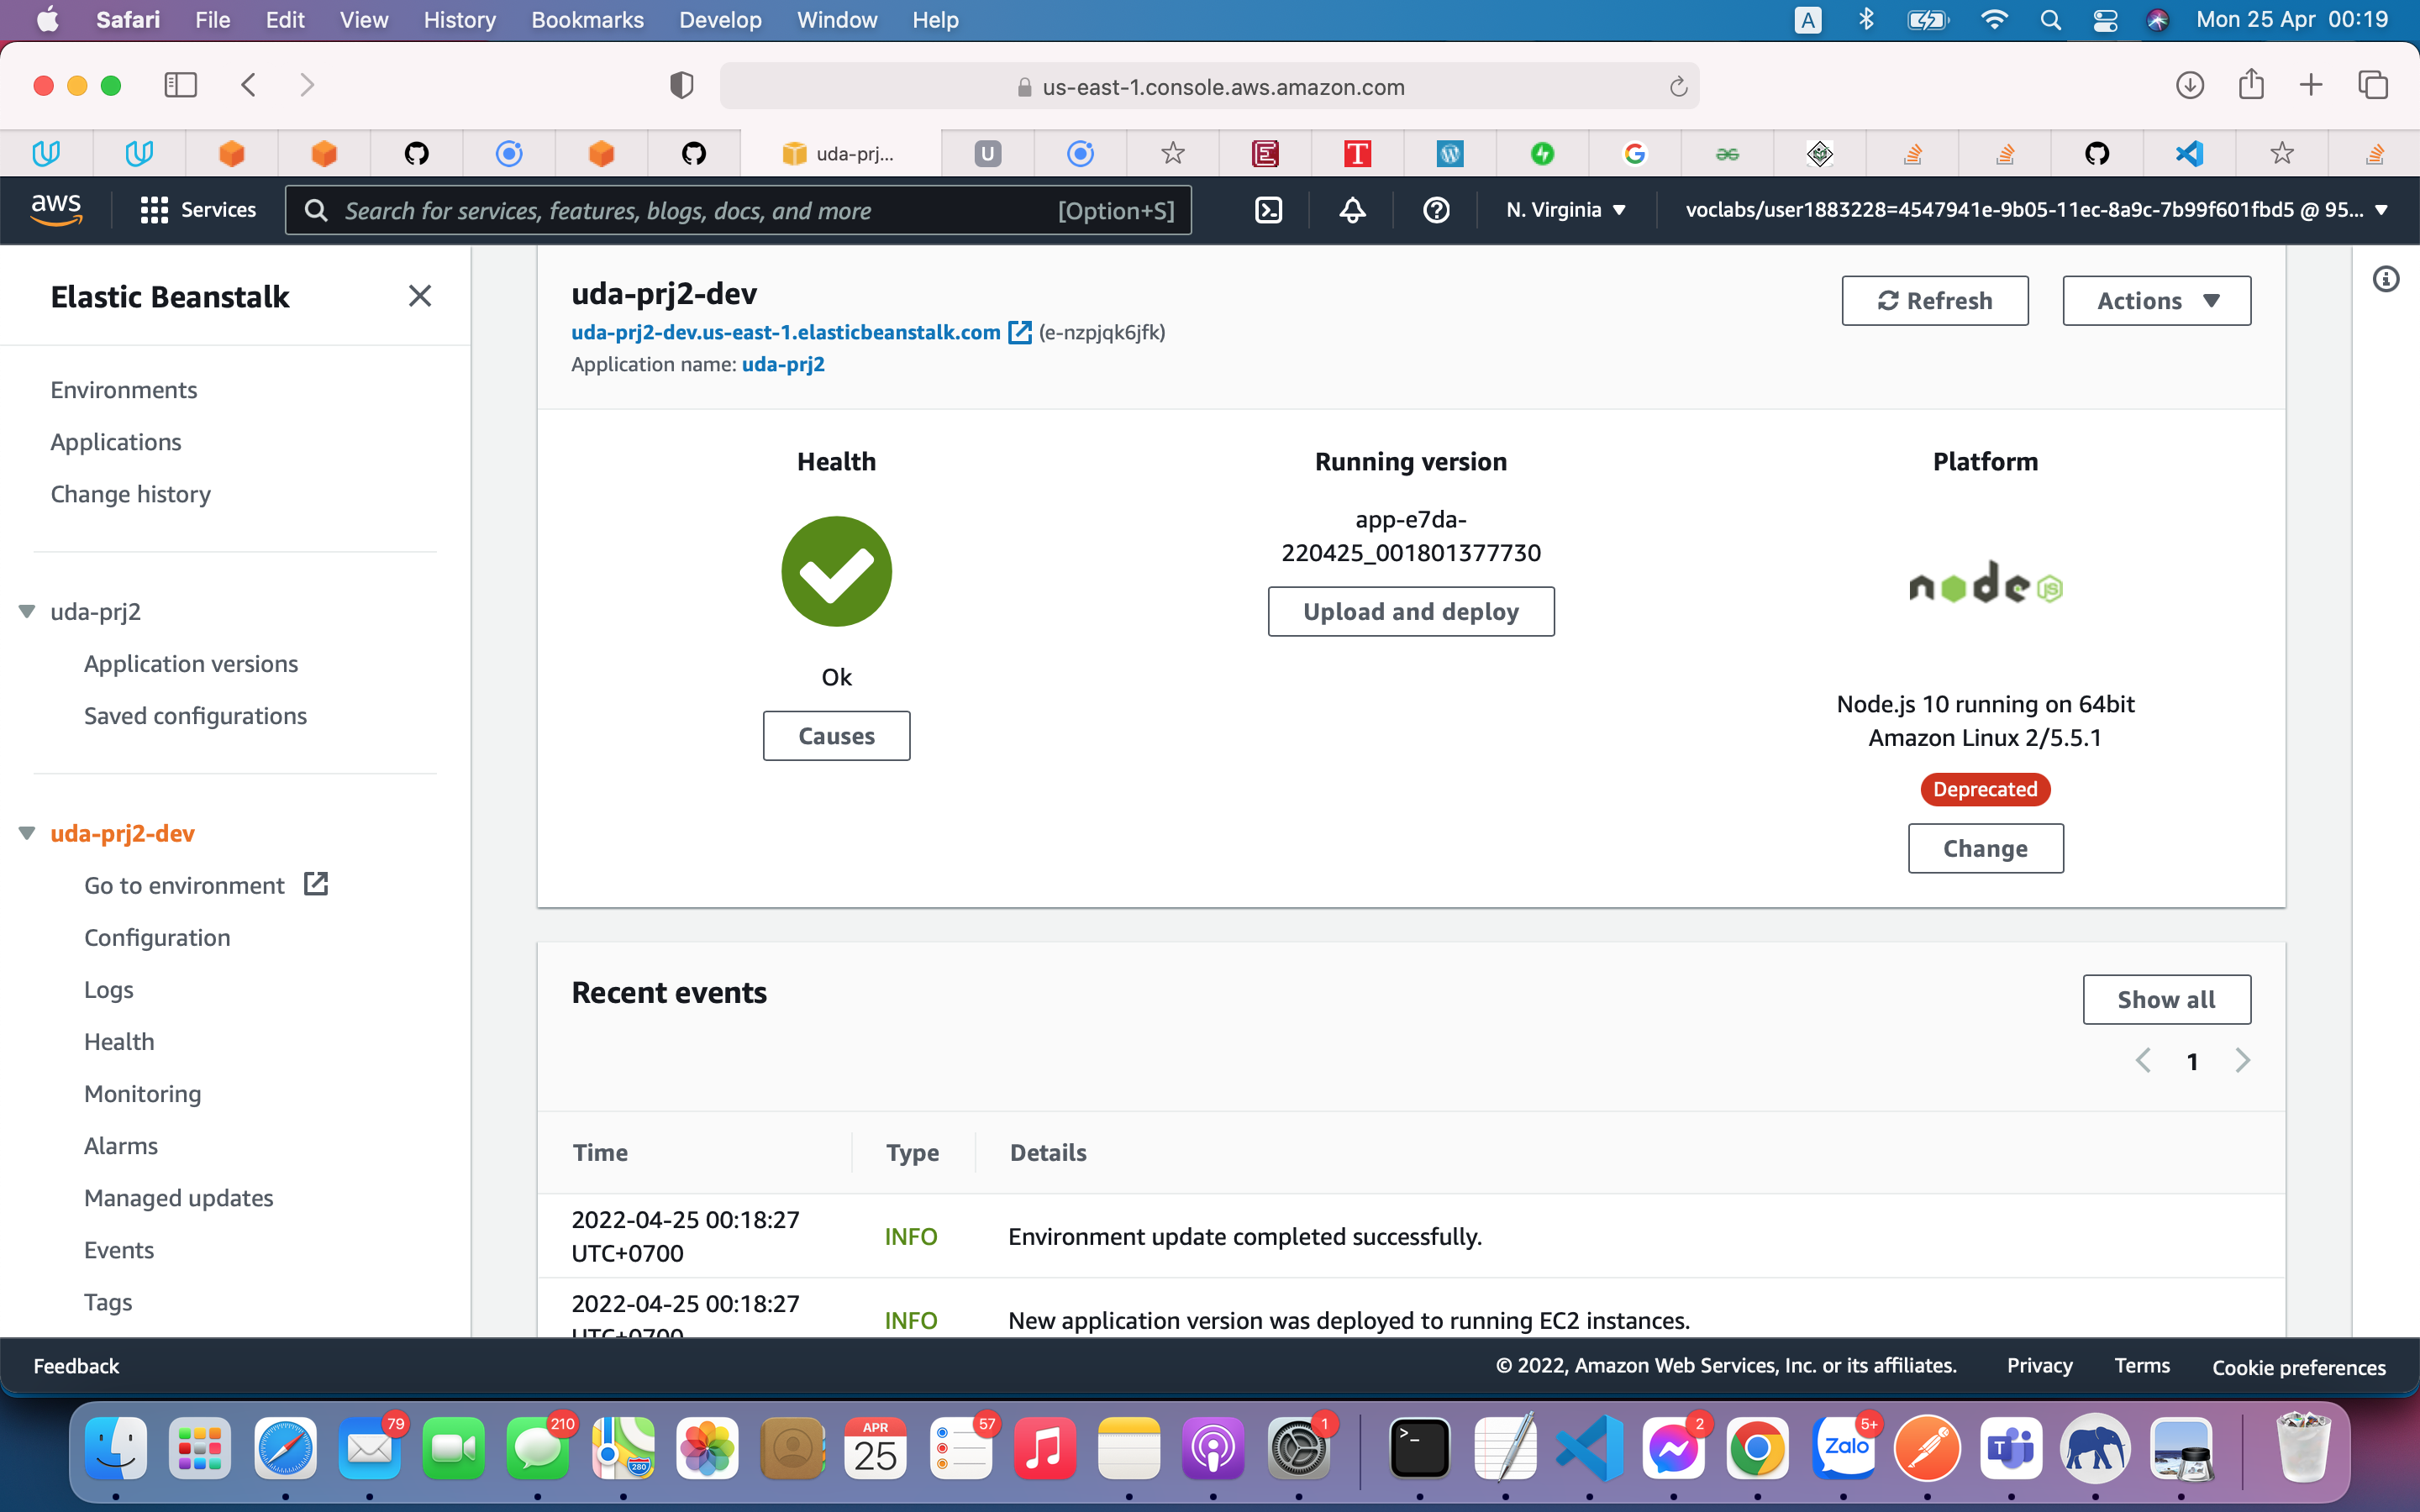 Safari File Edit View History Bookmarks Develop Window Help A Mon 25 Apr 00:19
us-east-1.console.aws.amazon.com
uda-prj... U E T W G
aws Services Search for services, features, blogs, docs, and more [Option+S] N. Virginia voclabs/user1883228=4547941e-9b05-11ec-8a9c-7b99f601fbd5 @ 95...
Elastic Beanstalk
Environments
Applications
Change history
uda-prj2
Application versions
Saved configurations
uda-prj2-dev
Go to environment
Configuration
Logs
Health
Monitoring
Alarms
Managed updates
Events
Tags
uda-prj2-dev
uda-prj2-dev.us-east-1.elasticbeanstalk.com (e-nzpjqk6jfk)
Application name: uda-prj2
Refresh
Actions
Health
Ok
Causes
Running version
app-e7da-
220425_001801377730
Upload and deploy
Platform
node JS
Node.js 10 running on 64bit
Amazon Linux 2/5.5.1
Deprecated
Change
Recent events
Show all
1
Time Type Details
2022-04-25 00:18:27
UTC+0700
INFO
Environment update completed successfully.
2022-04-25 00:18:27
UTC+0700
INFO
New application version was deployed to running EC2 instances.
Feedback © 2022, Amazon Web Services, Inc. or its affiliates. Privacy Terms Cookie preferences
79 210 280 APR 25 57 1 >_ 2 Zalo 5+ T